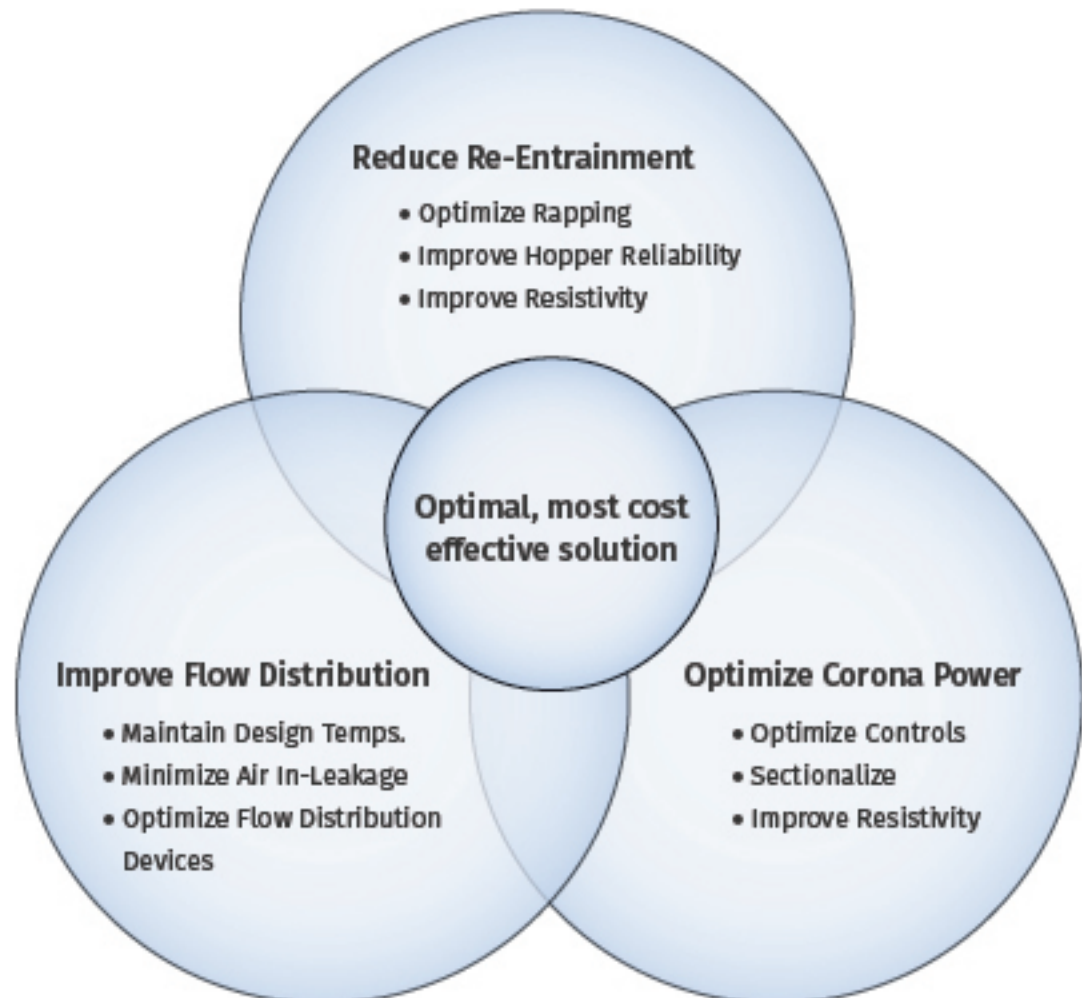 Reduce Re-Entrainment
• Optimize Rapping
• Improve Hopper Reliability
• Improve Resistivity
Optimal, most cost
effective solution
Improve Flow Distribution
• Maintain Design Temps.
• Minimize Air In-Leakage
• Optimize Flow Distribution
Devices
Optimize Corona Power
• Optimize Controls
• Sectionalize
• Improve Resistivity